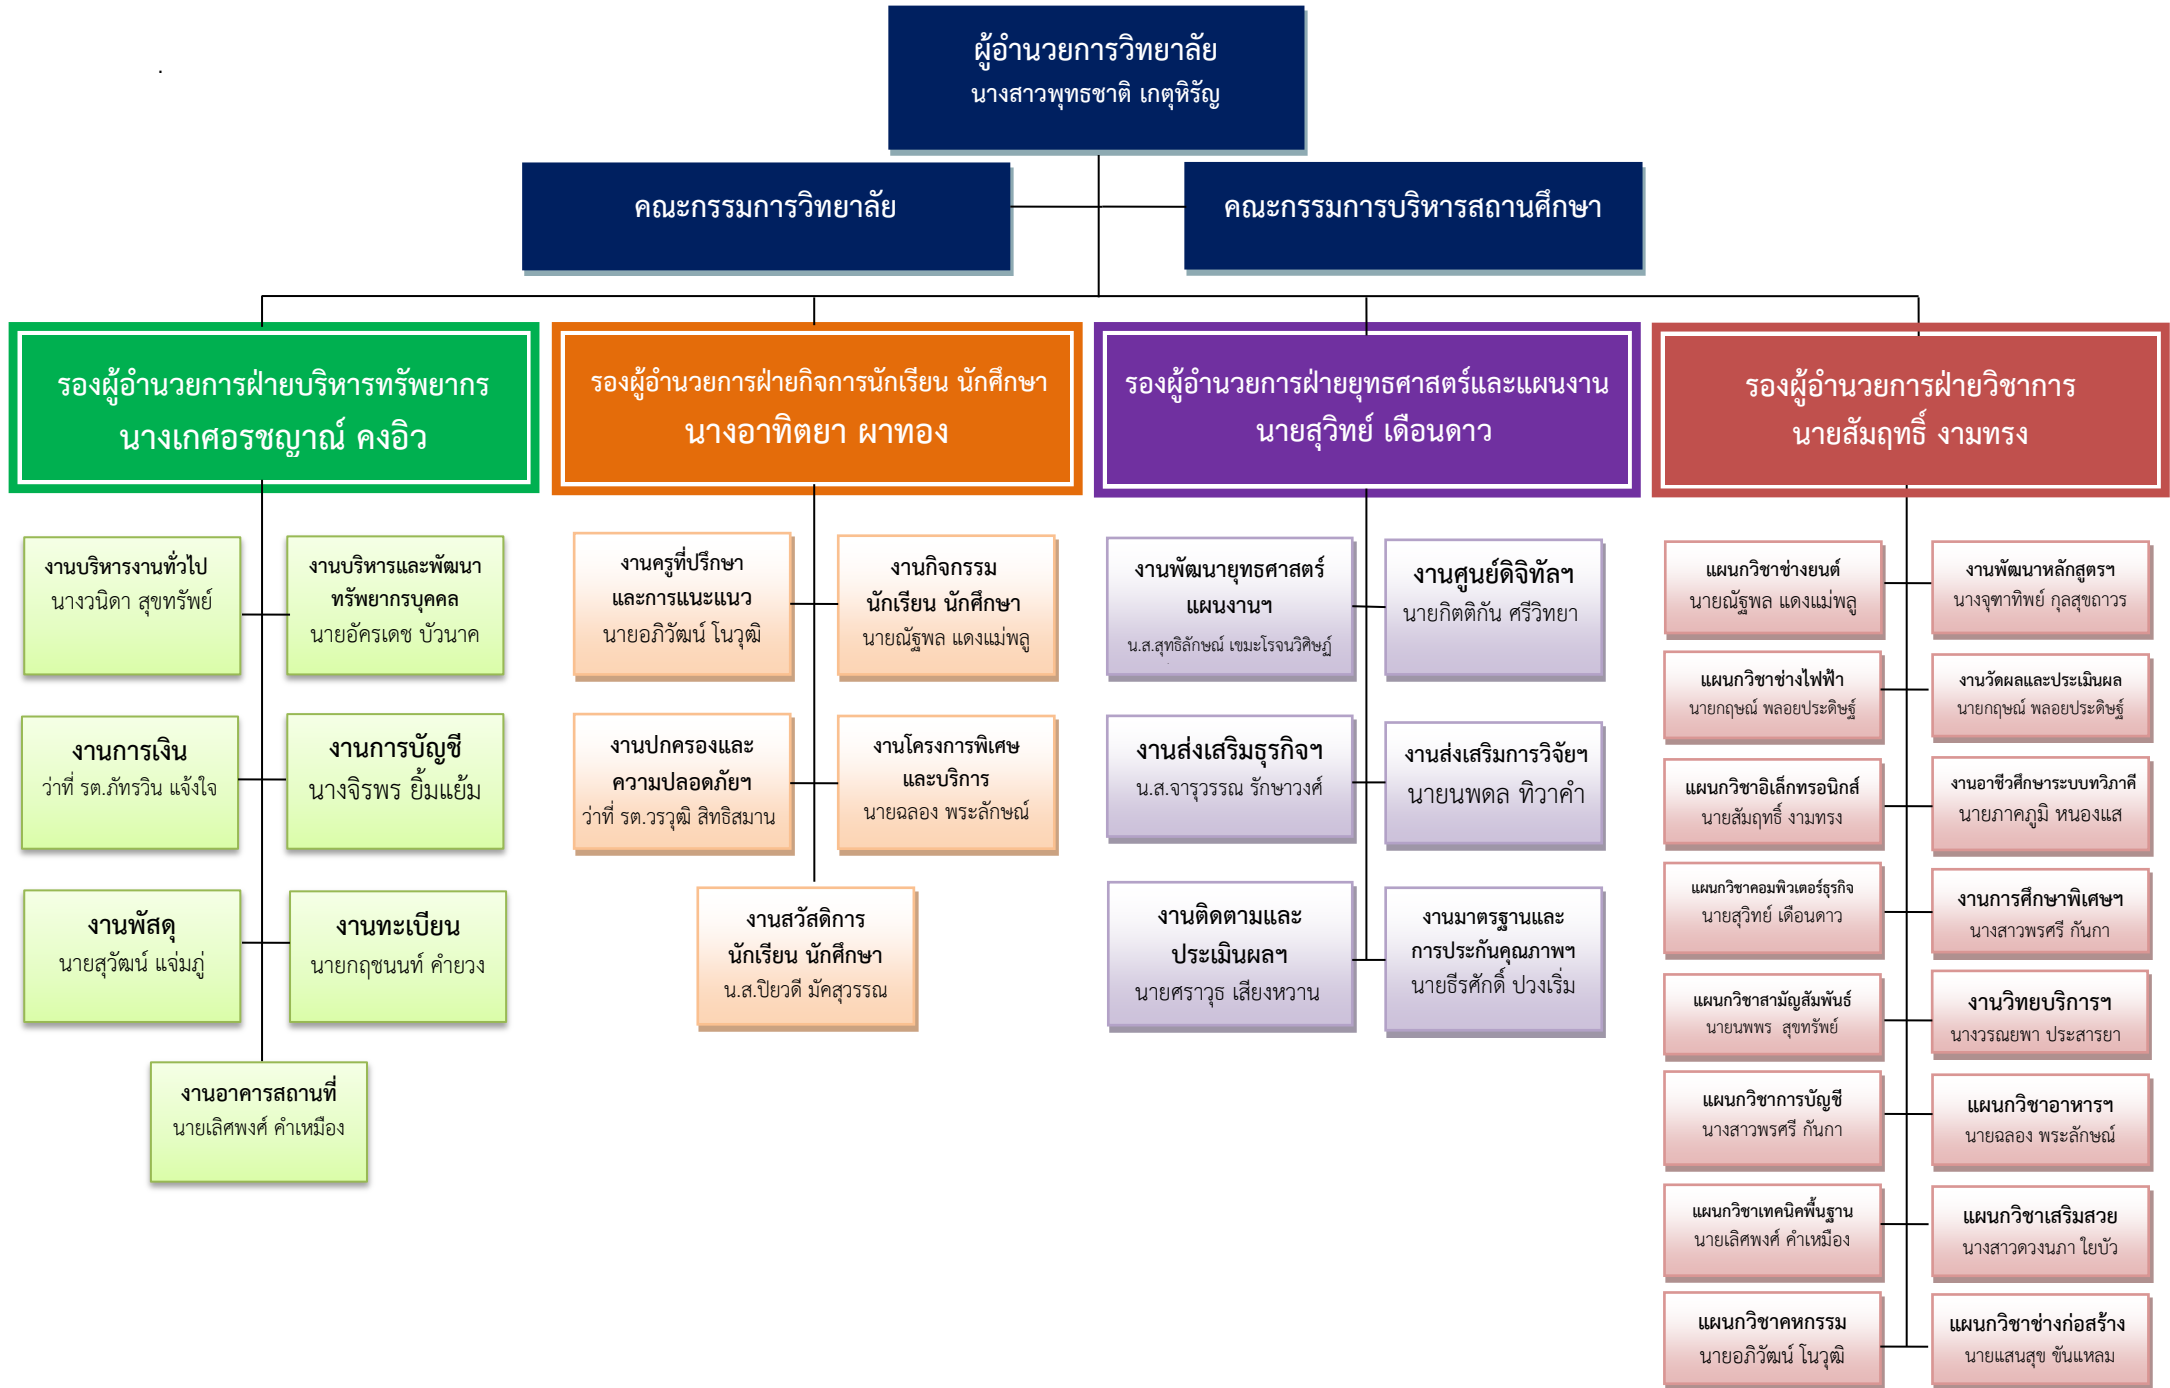 ผู้อำนวยการวิทยาลัย
นางสาวพุทธชาติ เกตุหิรัญ
คณะกรรมการวิทยาลัย
คณะกรรมการบริหารสถานศึกษา
รองผู้อำนวยการฝ่ายบริหารทรัพยากร
นางเกศอรชญาณ์ คงอิว
รองผู้อำนวยการฝ่ายกิจการนักเรียน นักศึกษา
นางอาทิตยา ผาทอง
รองผู้อำนวยการฝ่ายยุทธศาสตร์และแผนงาน
นายสุวิทย์ เดือนดาว
รองผู้อำนวยการฝ่ายวิชาการ
นายสัมฤทธิ์ งามทรง
งานบริหารงานทั่วไป
นางวนิดา สุขทรัพย์
งานบริหารและพัฒนา
ทรัพยากรบุคคล
นายอัครเดช บัวนาค
งานการเงิน
ว่าที่ รต.ภัทรวิน แจ้งใจ
งานการบัญชี
นางจิรพร ยิ้มแย้ม
งานพัสดุ
นายสุวัฒน์ แจ่มภู่
งานทะเบียน
นายกฤชนนท์ คำยวง
งานอาคารสถานที่
นายเลิศพงศ์ คำเหมือง
งานครูที่ปรึกษา
และการแนะแนว
นายอภิวัฒน์ โนวุฒิ
งานกิจกรรม
นักเรียน นักศึกษา
นายณัฐพล แดงแม่พลู
งานปกครองและ
ความปลอดภัยฯ
ว่าที่ รต.วรวุฒิ สิทธิสมาน
งานโครงการพิเศษ
และบริการ
นายฉลอง พระลักษณ์
งานสวัสดิการ
นักเรียน นักศึกษา
น.ส.ปิยวดี มัคสุวรรณ
งานพัฒนายุทธศาสตร์
แผนงานฯ
น.ส.สุทธิลักษณ์ เขมะโรจนวิศิษฏ์
งานศูนย์ดิจิทัลฯ
นายกิตติกัน ศรีวิทยา
งานส่งเสริมธุรกิจฯ
น.ส.จารุวรรณ รักษาวงศ์
งานส่งเสริมการวิจัยฯ
นายนพดล ทิวาคำ
งานติดตามและ
ประเมินผลฯ
นายศราวุธ เสียงหวาน
งานมาตรฐานและ
การประกันคุณภาพฯ
นายธีรศักดิ์ ปวงเริ่ม
แผนกวิชาช่างยนต์
นายณัฐพล แดงแม่พลู
งานพัฒนาหลักสูตรฯ
นางจุฑาทิพย์ กุลสุขถาวร
แผนกวิชาช่างไฟฟ้า
นายกฤษณ์ พลอยประดิษฐ์
งานวัดผลและประเมินผล
นายกฤษณ์ พลอยประดิษฐ์
แผนกวิชาอิเล็กทรอนิกส์
นายสัมฤทธิ์ งามทรง
งานอาชีวศึกษาระบบทวิภาคี
นายภาคภูมิ หนองแส
แผนกวิชาคอมพิวเตอร์ธุรกิจ
นายสุวิทย์ เดือนดาว
งานการศึกษาพิเศษฯ
นางสาวพรศรี กันกา
แผนกวิชาสามัญสัมพันธ์
นายนพพร  สุขทรัพย์
งานวิทยบริการฯ
นางวรณยพา ประสารยา
แผนกวิชาการบัญชี
นางสาวพรศรี กันกา
แผนกวิชาอาหารฯ
นายฉลอง พระลักษณ์
แผนกวิชาเทคนิคพื้นฐาน
นายเลิศพงศ์ คำเหมือง
แผนกวิชาเสริมสวย
นางสาวดวงนภา ใยบัว
แผนกวิชาคหกรรม
นายอภิวัฒน์ โนวุฒิ
แผนกวิชาช่างก่อสร้าง
นายแสนสุข ขันแหลม